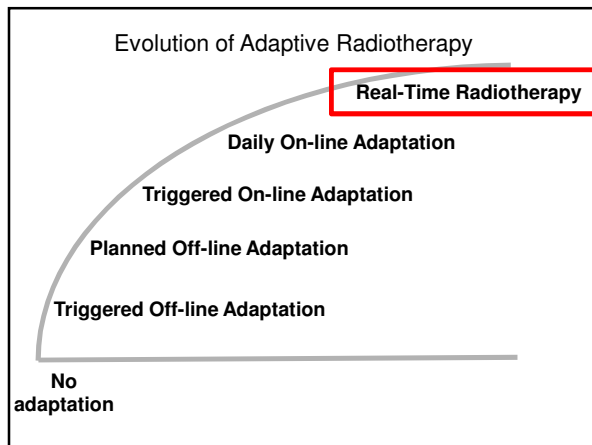 Evolution of Adaptive Radiotherapy
Real-Time Radiotherapy
Daily On-line Adaptation
Triggered On-line Adaptation
Planned Off-line Adaptation
Triggered Off-line Adaptation
No
adaptation